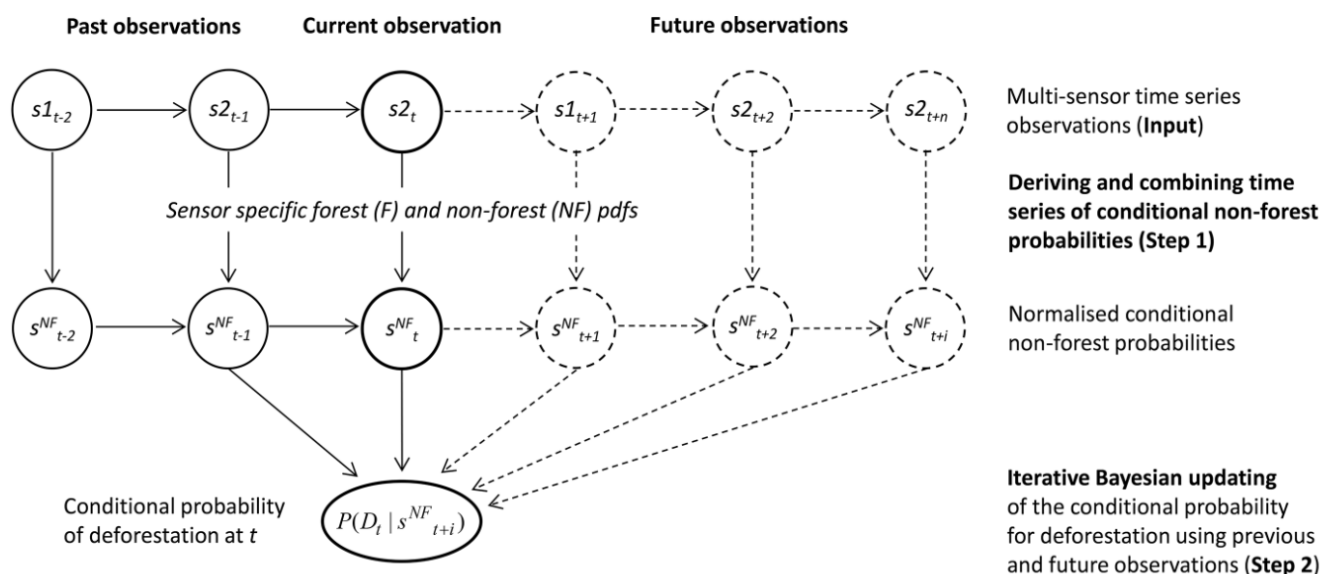 Past observations
Current observation
Future observations
s1t-2
s2t-1
s2t
s1t+1
s2t+2
s2t+n
Multi-sensor time series
observations (Input)
Sensor specific forest (F) and non-forest (NF) pdfs
Deriving and combining time
series of conditional non-forest
probabilities (Step 1)
sNFt-2
sNFt-1
sNFt
sNFt+1
sNFt+2
sNFt+i
Normalised conditional
non-forest probabilities
Conditional probability
of deforestation at t
P(Dt | sNFt+i)
Iterative Bayesian updating
of the conditional probability
for deforestation using previous
and future observations (Step 2)